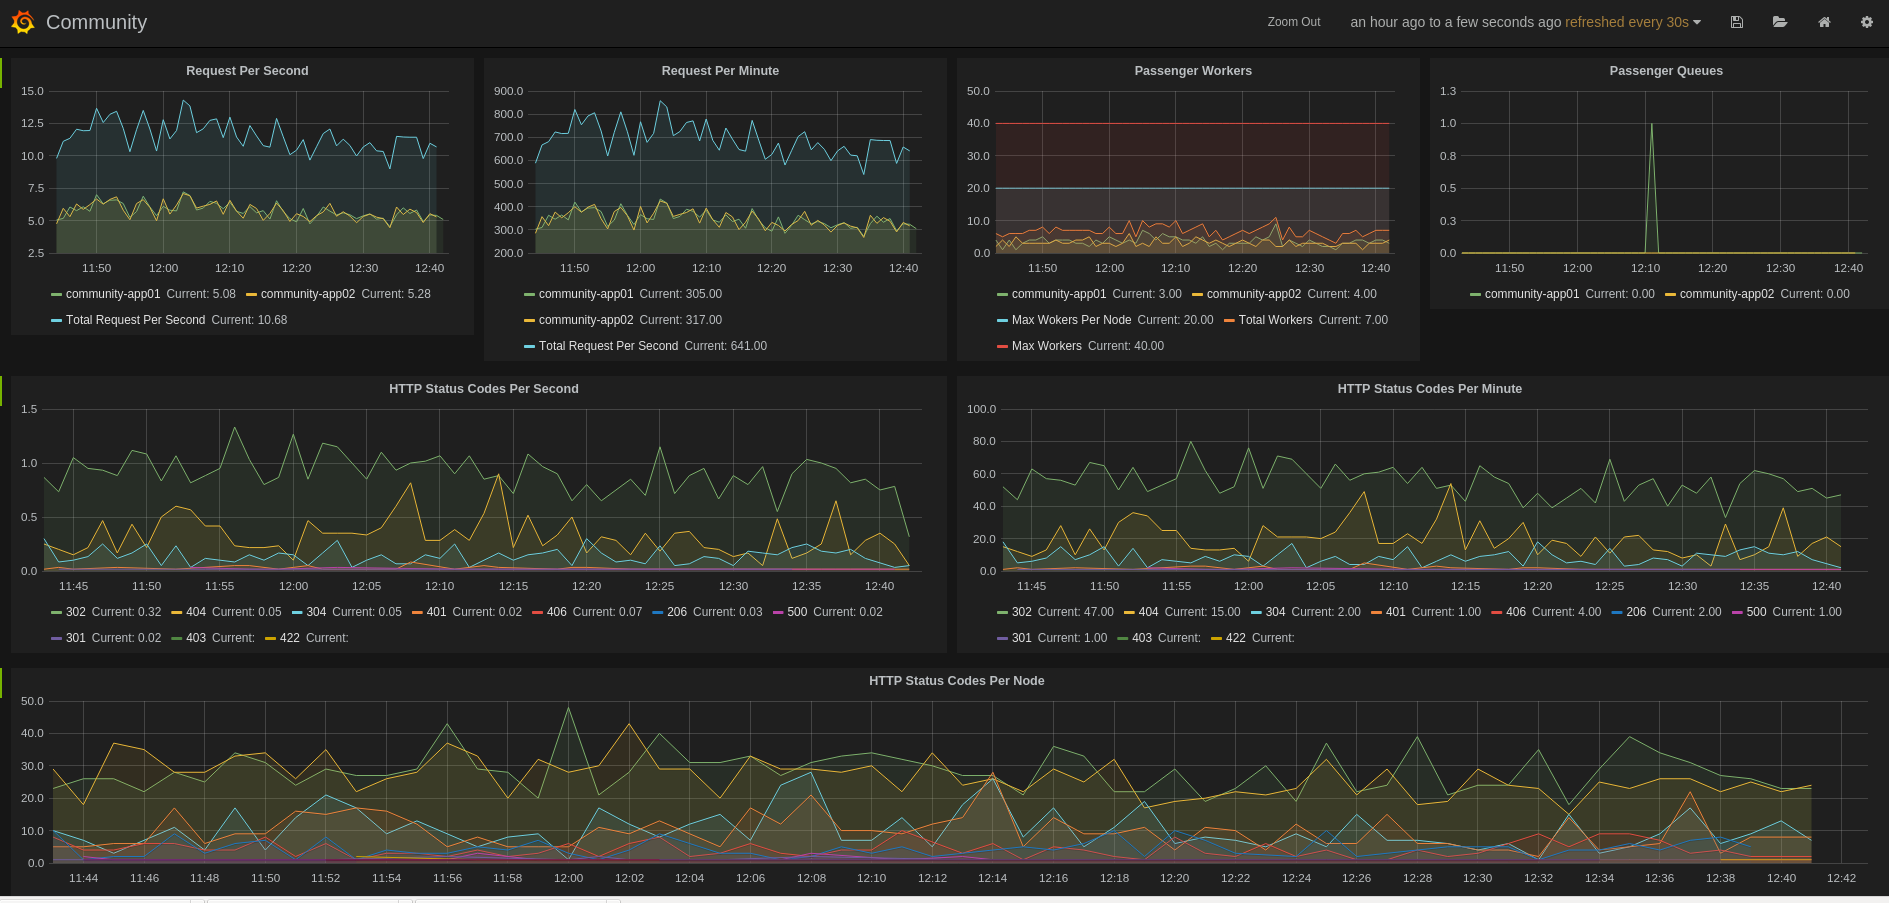 Community
Zoom Out
an hour ago to a few seconds ago refreshed every 30s
Request Per Second
15.0
12.5
10.0
7.5
5.0
2.5
11:50 12:00 12:10 12:20 12:30 12:40
community-app01 Current: 5.08 community-app02 Current: 5.28
Total Request Per Second Current: 10.68
Request Per Minute
900.0
800.0
700.0
600.0
500.0
400.0
300.0
200.0
11:50 12:00 12:10 12:20 12:30 12:40
community-app01 Current: 305.00
community-app02 Current: 317.00
Total Request Per Second Current: 641.00
Passenger Workers
50.0
40.0
30.0
20.0
10.0
0.0
11:50 12:00 12:10 12:20 12:30 12:40
community-app01 Current: 3.00 community-app02 Current: 4.00
Max Wokers Per Node Current: 20.00 Total Workers Current: 7.00
Max Workers Current: 40.00
Passenger Queues
1.3
1.0
0.8
0.5
0.3
0.0
11:50 12:00 12:10 12:20 12:30 12:40
community-app01 Current: 0.00 community-app02 Current: 0.00
HTTP Status Codes Per Second
1.5
1.0
0.5
0.0
11:45 11:50 11:55 12:00 12:05 12:10 12:15 12:20 12:25 12:30 12:35 12:40
302 Current: 0.32 404 Current: 0.05 304 Current: 0.05 401 Current: 0.02 406 Current: 0.07 206 Current: 0.03 500 Current: 0.02
301 Current: 0.02 403 Current: 422 Current:
HTTP Status Codes Per Minute
100.0
80.0
60.0
40.0
20.0
0.0
11:45 11:50 11:55 12:00 12:05 12:10 12:15 12:20 12:25 12:30 12:35 12:40
302 Current: 47.00 404 Current: 15.00 304 Current: 2.00 401 Current: 1.00 406 Current: 4.00 206 Current: 2.00 500 Current: 1.00
301 Current: 1.00 403 Current: 422 Current:
HTTP Status Codes Per Node
50.0
40.0
30.0
20.0
10.0
0.0
11:44 11:46 11:48 11:50 11:52 11:54 11:56 11:58 12:00 12:02 12:04 12:06 12:08 12:10 12:12 12:14 12:16 12:18 12:20 12:22 12:24 12:26 12:28 12:30 12:32 12:34 12:36 12:38 12:40 12:42